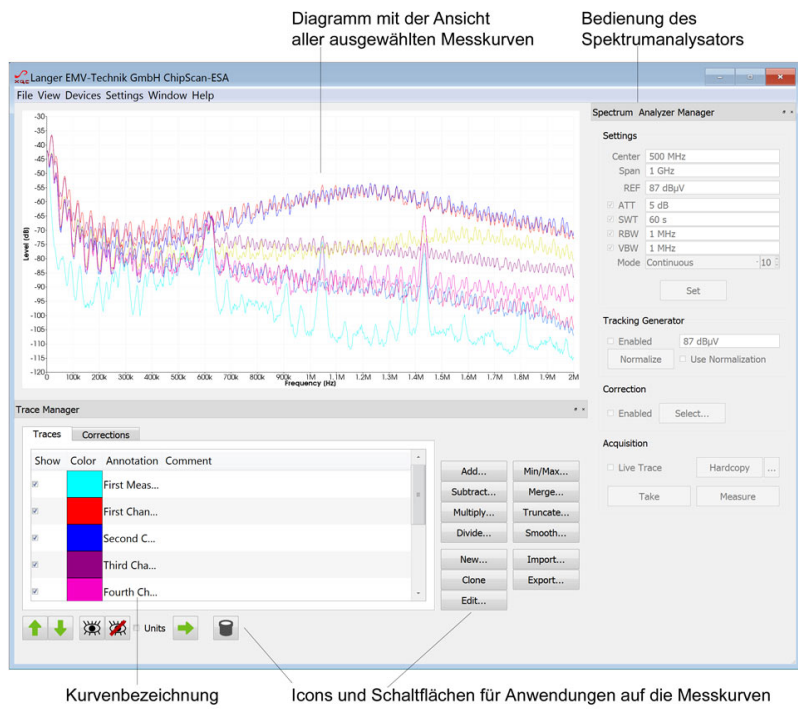 Diagramm mit der Ansicht
aller ausgewählten Messkurven
Bedienung des
Spektrumanalysators
Langer EMV-Technik GmbH ChipScan-ESA
File View Devices Settings Window Help
Spectrum Analyzer Manager
Settings
Center 500 MHz
Span 1 GHz
REF 87 dBµV
ATT 5 dB
SWT 60 s
RBW 1 MHz
VBW 1 MHz
Mode Continuous 10
Set
Tracking Generator
Enabled 87 dBµV
Normalize Use Normalization
Correction
Enabled Select...
Acquisition
Live Trace Hardcopy ...
Take Measure
Level (dB)
-30
-35
-40
-45
-50
-55
-60
-65
-70
-75
-80
-85
-90
-95
-100
-105
-110
-115
-120
0 100k 200k 300k 400k 500k 600k 700k 800k 900k 1M 1.1M 1.2M 1.3M 1.4M 1.5M 1.6M 1.7M 1.8M 1.9M 2M
Frequency (Hz)
Trace Manager
Traces Corrections
Show Color Annotation Comment
First Meas...
First Chan...
Second C...
Third Cha...
Fourth Ch...
Add... Min/Max...
Subtract... Merge...
Multiply... Truncate...
Divide... Smooth...
New... Import...
Clone Export...
Edit...
Units
Kurvenbezeichnung
Icons und Schaltflächen für Anwendungen auf die Messkurven